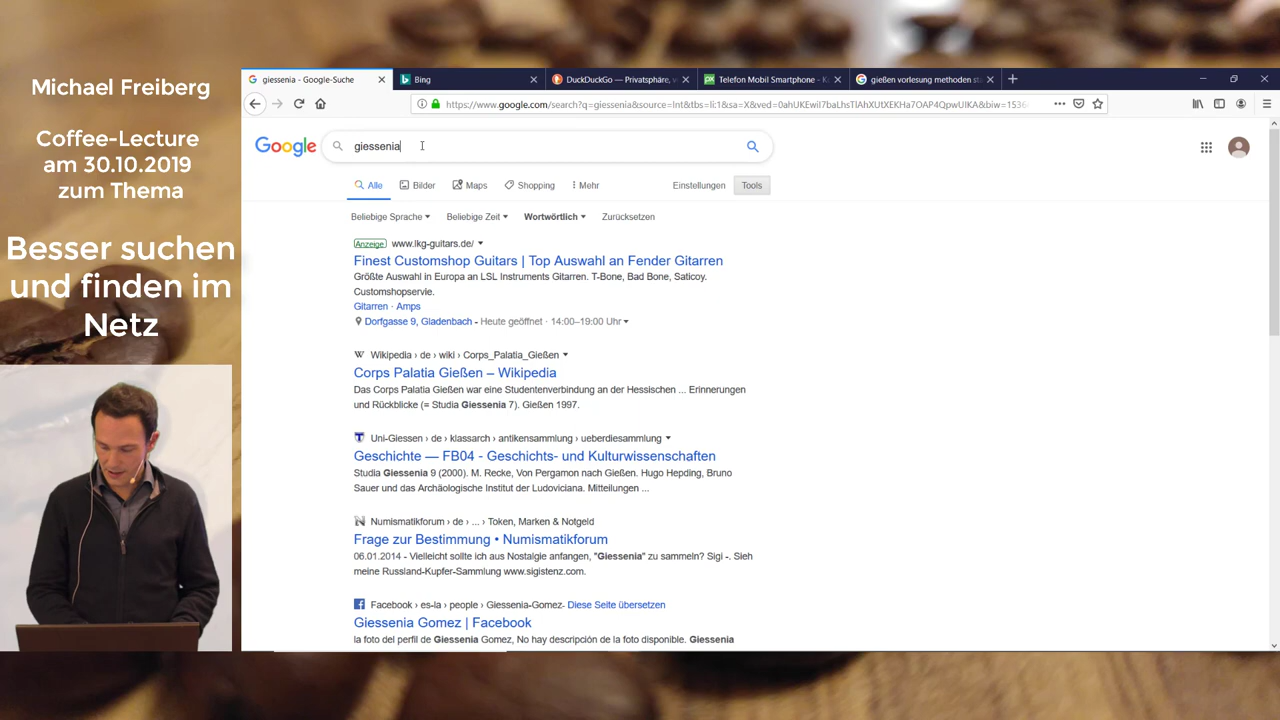 Michael Freiberg
Coffee-Lecture
am 30.10.2019
zum Thema
Besser suchen
und finden im
Netz
giessenia - Google-Suche
Bing
DuckDuckGo — Privatsphäre,
Telefon Mobil Smartphone -
gießen vorlesung methoden
Google
giessenia
Alle
Bilder
Maps
Shopping
Mehr
Einstellungen
Tools
Beliebige Sprache
Beliebige Zeit
Wortwörtlich
Zurücksetzen
Anzeige www.lkg-guitars.de/
Finest Customshop Guitars | Top Auswahl an Fender Gitarren
Größte Auswahl in Europa an LSL Instruments Gitarren. T-Bone, Bad Bone, Saticoy.
Customshopservie.
Gitarren · Amps
Dorfgasse 9, Gladenbach - Heute geöffnet · 14:00–19:00 Uhr
Wikipedia › de › wiki › Corps_Palatia_Gießen
Corps Palatia Gießen – Wikipedia
Das Corps Palatia Gießen war eine Studentenverbindung an der Hessischen ... Erinnerungen
und Rückblicke (= Studia Giessenia 7). Gießen 1997.
Uni-Giessen › de › klassarch › antikensammlung › ueberdiesammlung
Geschichte — FB04 - Geschichts- und Kulturwissenschaften
Studia Giessenia 9 (2000). M. Recke, Von Pergamon nach Gießen. Hugo Hepding, Bruno
Sauer und das Archäologische Institut der Ludoviciana. Mitteilungen ...
Numismatikforum › de › ... › Token, Marken & Notgeld
Frage zur Bestimmung • Numismatikforum
06.01.2014 - Vielleicht sollte ich aus Nostalgie anfangen, "Giessenia" zu sammeln? Sigi -. Sieh
meine Russland-Kupfer-Sammlung www.sigistenz.com.
Facebook › es-la › people › Giessenia-Gomez- Diese Seite übersetzen
Giessenia Gomez | Facebook
la foto del perfil de Giessenia Gomez, No hay descripción de la foto disponible. Giessenia